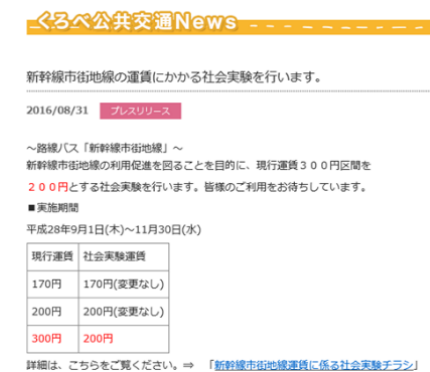 くろべ公共交通News
新幹線市街地線の運賃にかかる社会実験を行います。
2016/08/31 プレスリリース
～路線バス「新幹線市街地線」～
新幹線市街地線の利用促進を図ることを目的に、現行運賃３００円区間を
２００円とする社会実験を行います。皆様のご利用をお待ちしています。
■実施期間
平成28年9月1日(木)～11月30日(水)
現行運賃 社会実験運賃
170円 170円(変更なし)
200円 200円(変更なし)
300円 200円
詳細は、こちらをご覧ください。⇒ 「新幹線市街地線運賃に係る社会実験チラシ」